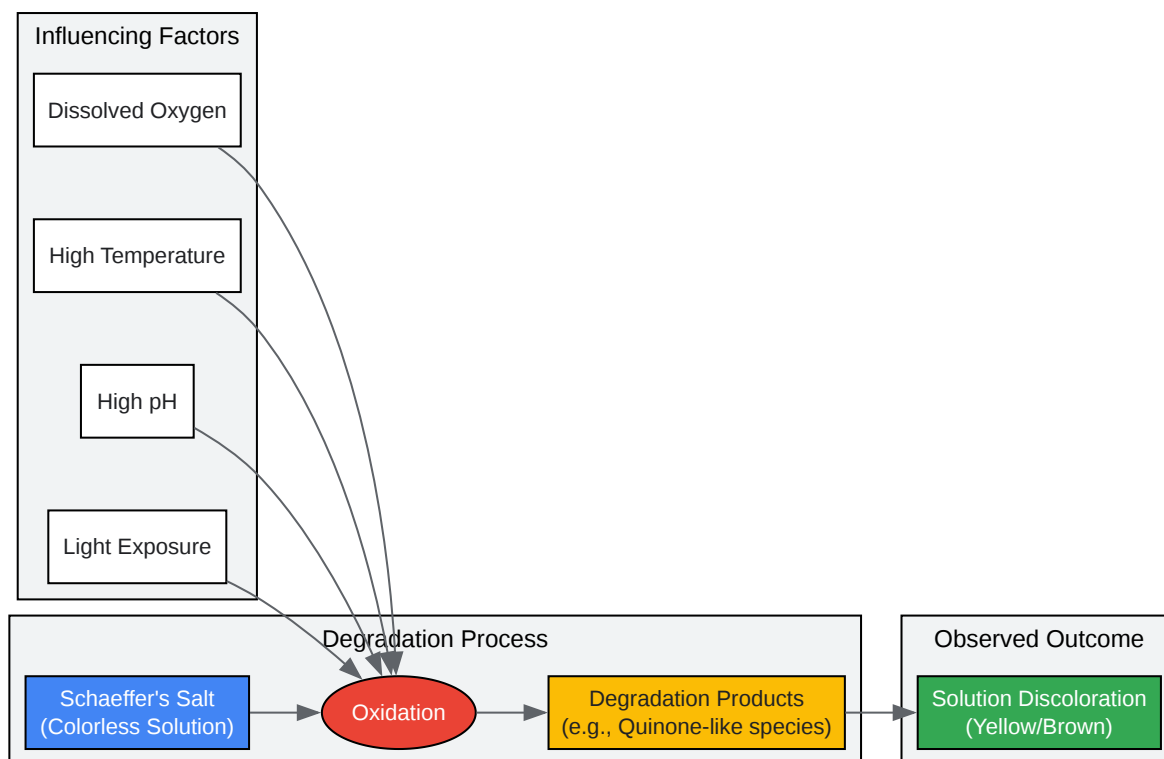 Influencing Factors
Dissolved Oxygen
High Temperature
High pH
Light Exposure
Degradation Process
Schaeffer's Salt
(Colorless Solution)
Oxidation
Degradation Products
(e.g., Quinone-like species)
Observed Outcome
Solution Discoloration
(Yellow/Brown)